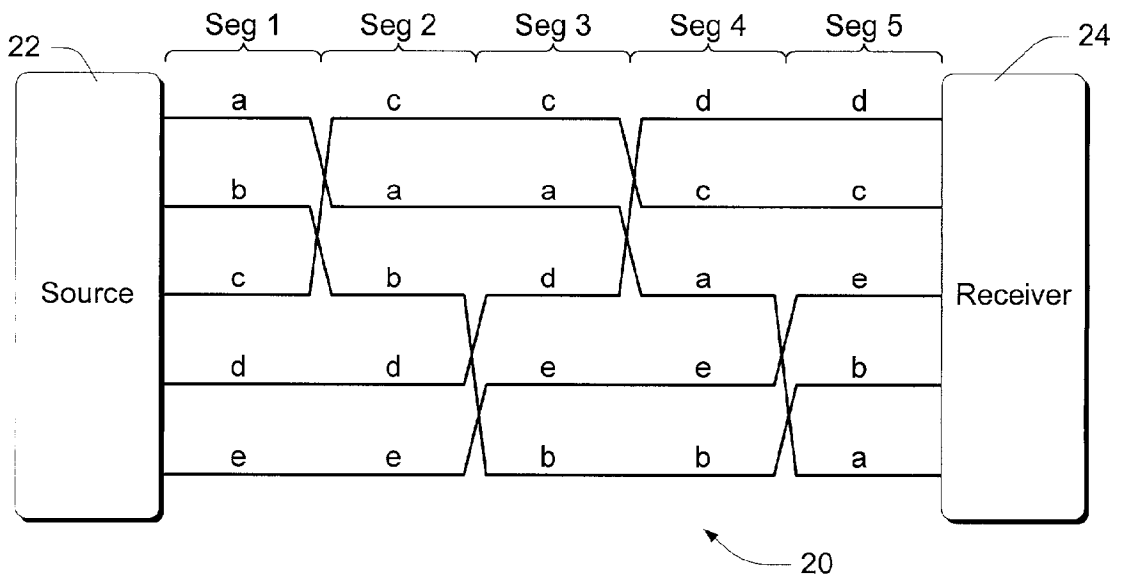 Seg 1 Seg 2 Seg 3 Seg 4 Seg 5
22 24
a c c d d
b a a c c
c b d a e
Source Receiver
d d e e b
e e b b a
20